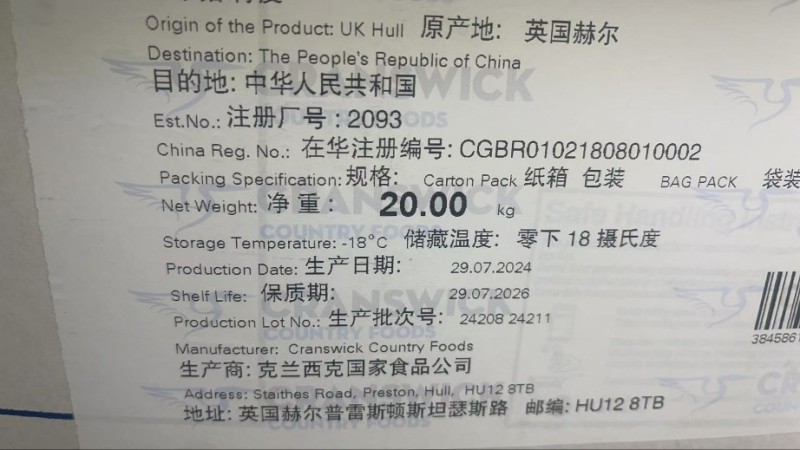 Origin of the Product: UK Hull 原产地: 英国赫尔
Destination: The People's Republic of China
目的地: 中华人民共和国
Est.No.: 注册厂号 : 2093
China Reg. No.: 在华注册编号: CGBR01021808010002
Packing Specification: 规格: Carton Pack 纸箱 包装 BAG PACK 袋装
Net Weight: 净 重 : 20.00 kg
Storage Temperature: -18°C 储藏温度: 零下 18 摄氏度
Production Date: 生产日期: 29.07.2024
Shelf Life: 保质期: 29.07.2026
Production Lot No.: 生产批次号: 24208 24211
3845861
Manufacturer: Cranswick Country Foods
生产商: 克兰西克国家食品公司
Address: Staithes Road, Preston, Hull, HU12 8TB
地址: 英国赫尔普雷斯顿斯坦瑟斯路 邮编: HU12 8TB
CRANSWICK
COUNTRY FOODS